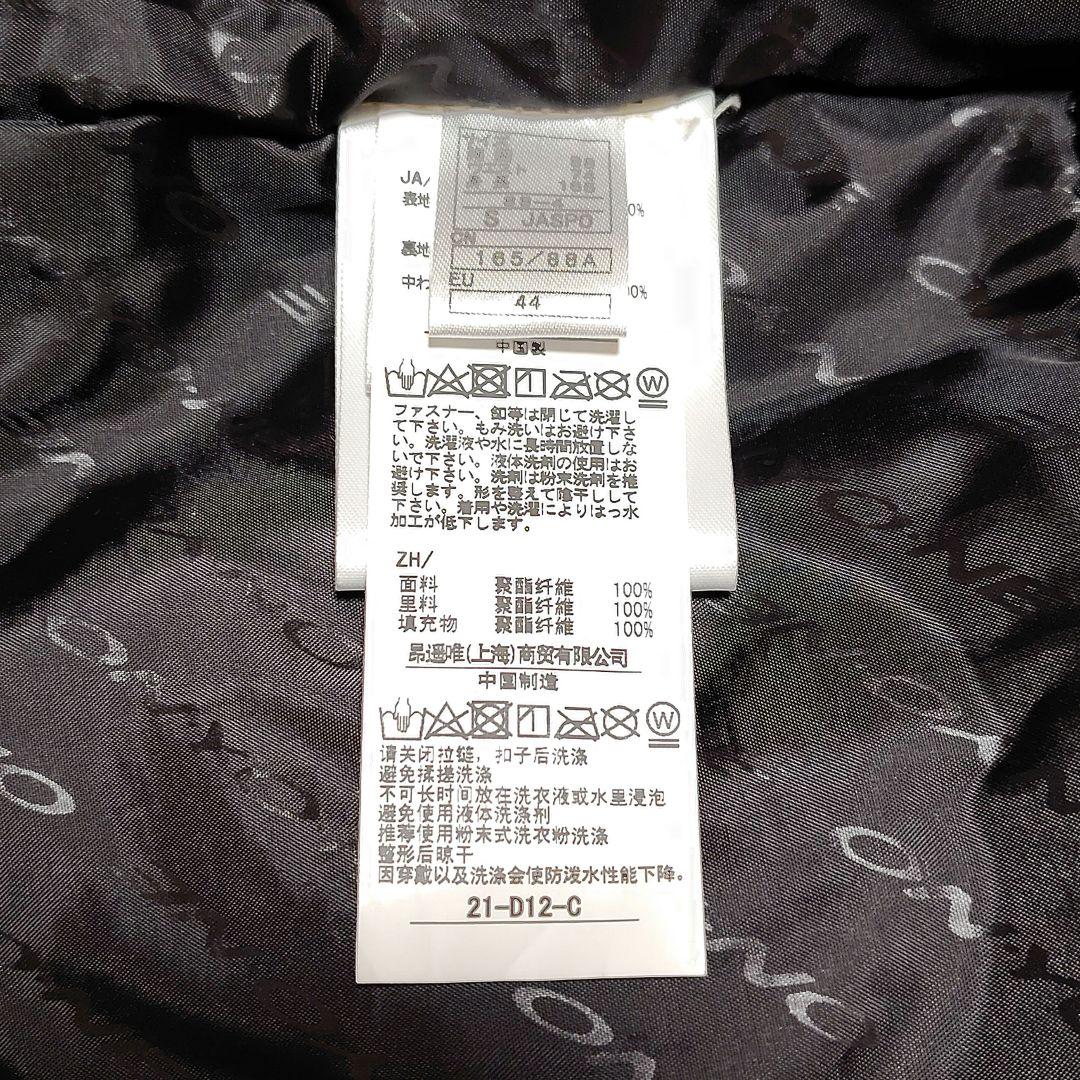 88
74
165
88-4
S JASPO
CN
165/88A
EU
44
JA/
表地
0%
裏地
中わ
0%
中国製
W
ファスナー、釦等は閉じて洗濯し
て下さい。もみ洗いはお避け下さ
い。洗濯液や水に長時間放置しな
いで下さい。液体洗剤の使用はお
避け下さい。洗剤は粉末洗剤を推
奨します。形を整えて陰干しして
下さい。着用や洗濯によりはっ水
加工が低下します。
ZH/
面料 聚酯纤维 100%
里料 聚酯纤维 100%
填充物 聚酯纤维 100%
昂遥唯(上海)商贸有限公司
中国制造
W
请关闭拉链，扣子后洗涤
避免揉搓洗涤
不可长时间放在洗衣液或水里浸泡
避免使用液体洗涤剂
推荐使用粉末式洗衣粉洗涤
整形后晾干
因穿戴以及洗涤会使防泼水性能下降。
21-D12-C